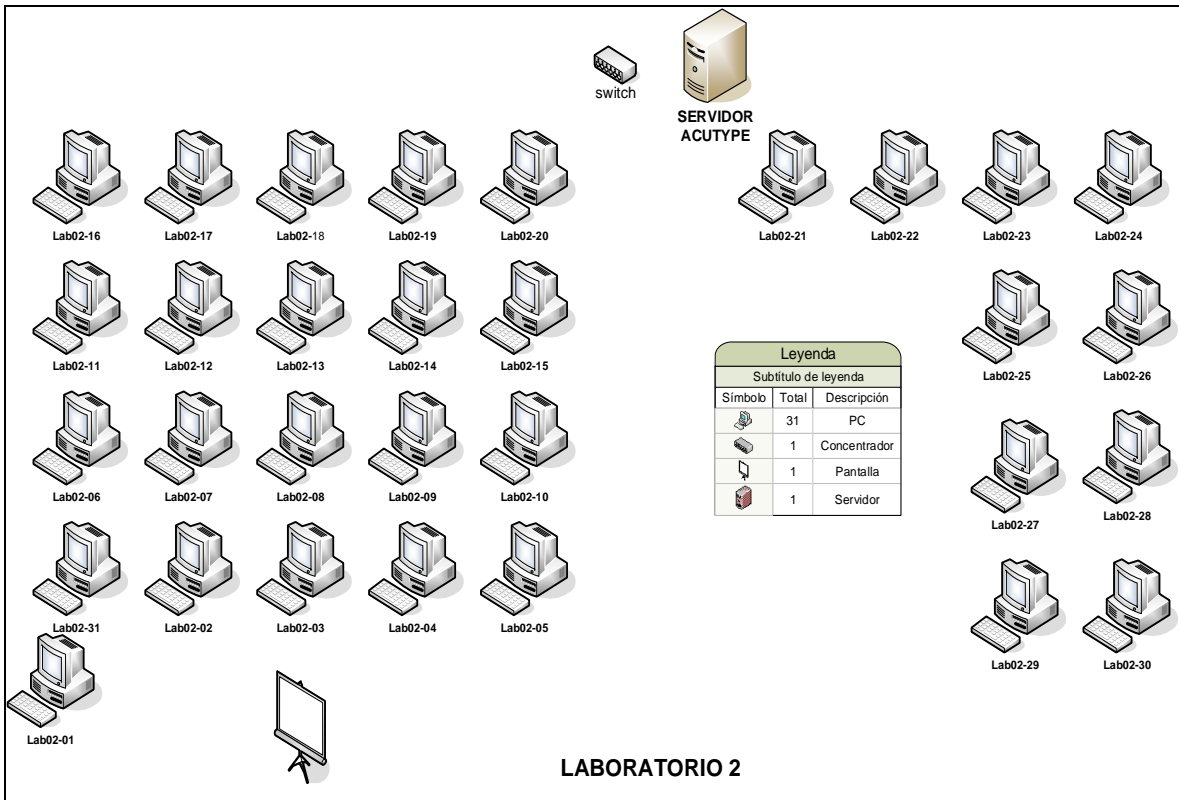 switch
SERVIDOR
ACUTYPE
Lab02-16 Lab02-17 Lab02-18 Lab02-19 Lab02-20 Lab02-21 Lab02-22 Lab02-23 Lab02-24
Lab02-11 Lab02-12 Lab02-13 Lab02-14 Lab02-15 Lab02-25 Lab02-26
Leyenda
Subtítulo de leyenda
Símbolo Total Descripción
31 PC
1 Concentrador
1 Pantalla
1 Servidor
Lab02-06 Lab02-07 Lab02-08 Lab02-09 Lab02-10 Lab02-27 Lab02-28
Lab02-31 Lab02-02 Lab02-03 Lab02-04 Lab02-05 Lab02-29 Lab02-30
Lab02-01
LABORATORIO 2